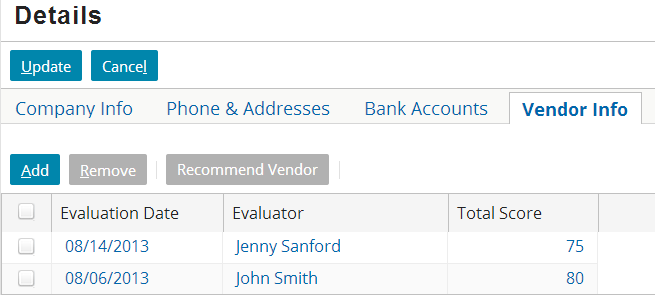 Details
Update Cancel
Company Info Phone & Addresses Bank Accounts Vendor Info
Add Remove Recommend Vendor
Evaluation Date Evaluator Total Score
08/14/2013 Jenny Sanford 75
08/06/2013 John Smith 80